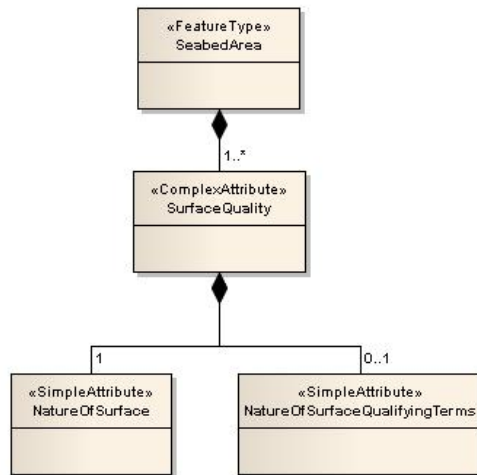 «FeatureType»
SeabedArea
1..*
«ComplexAttribute»
SurfaceQuality
1
0..1
«SimpleAttribute»
NatureOfSurface
«SimpleAttribute»
NatureOfSurfaceQualifyingTerms